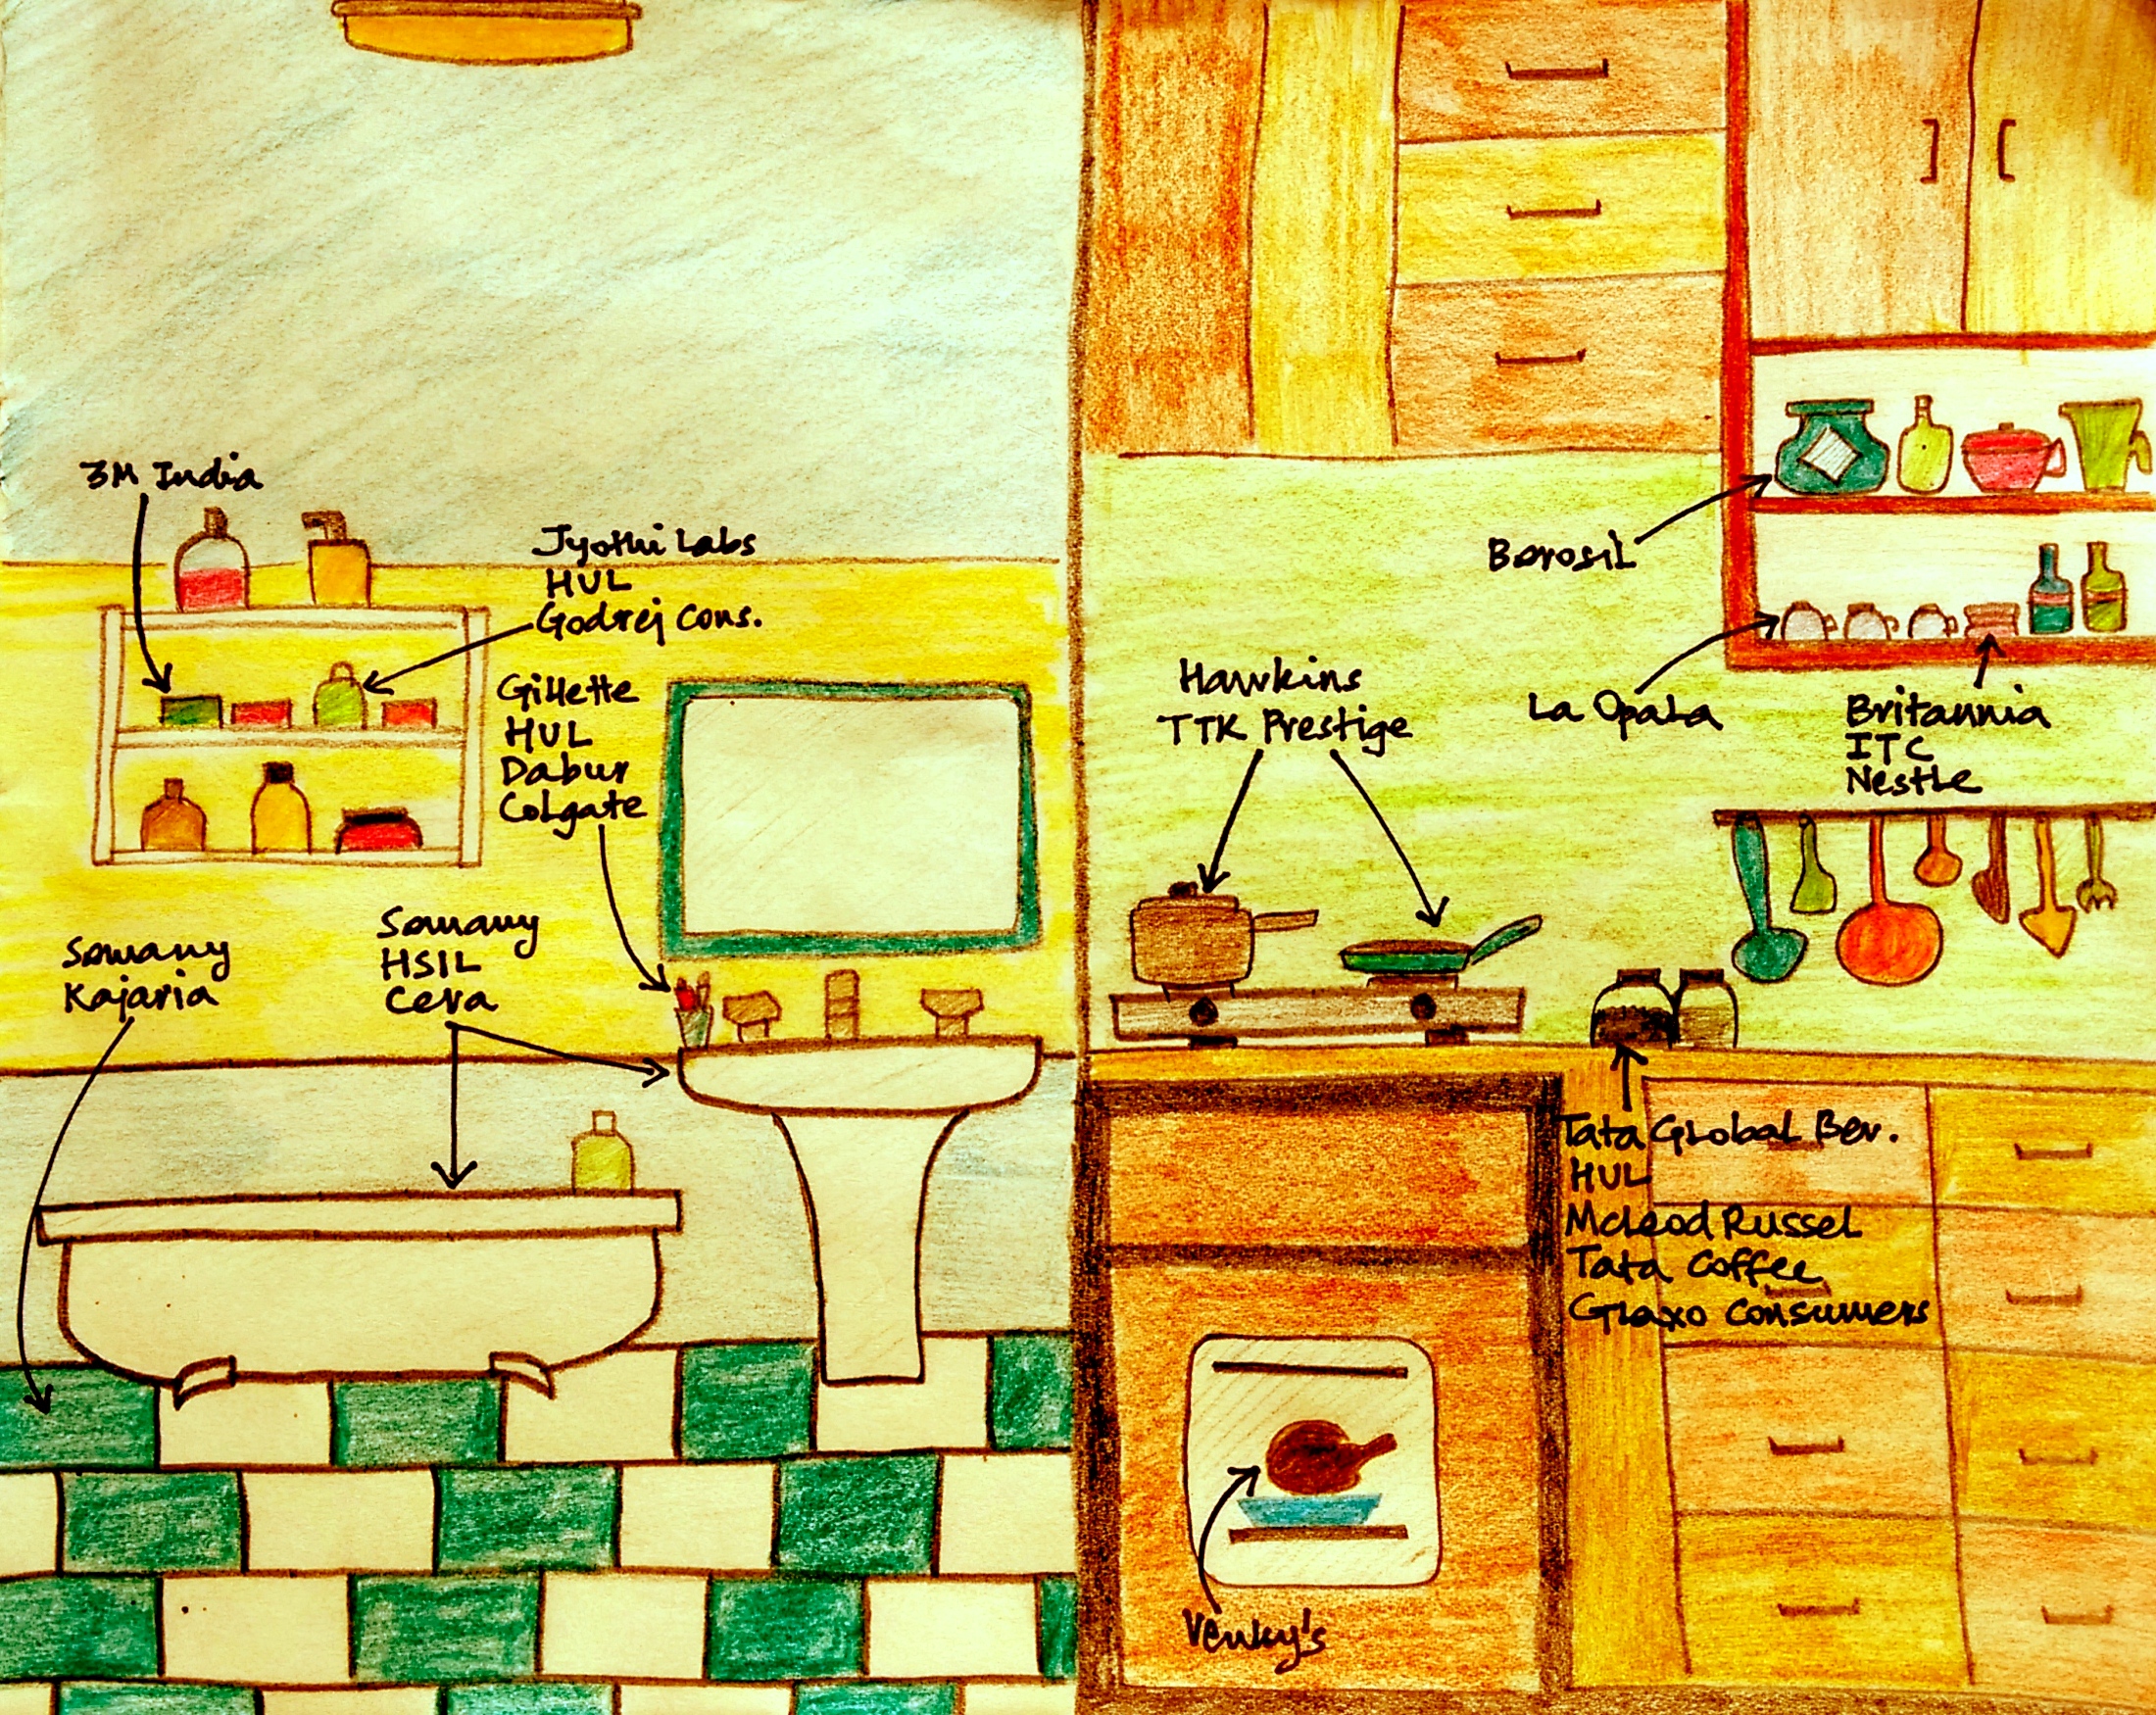 3M India
Jyothi Labs
HUL
Godrej Cons.
Gillette
HUL
Dabur
Colgate
Somany
Kajaria
Somany
HSIL
Cera
Borosil
La Opala
Britannia
ITC
Nestle
Hawkins
TTK Prestige
Tata Global Bev.
HUL
Mcleod Russel
Tata Coffee
Glaxo Consumers
Venky's